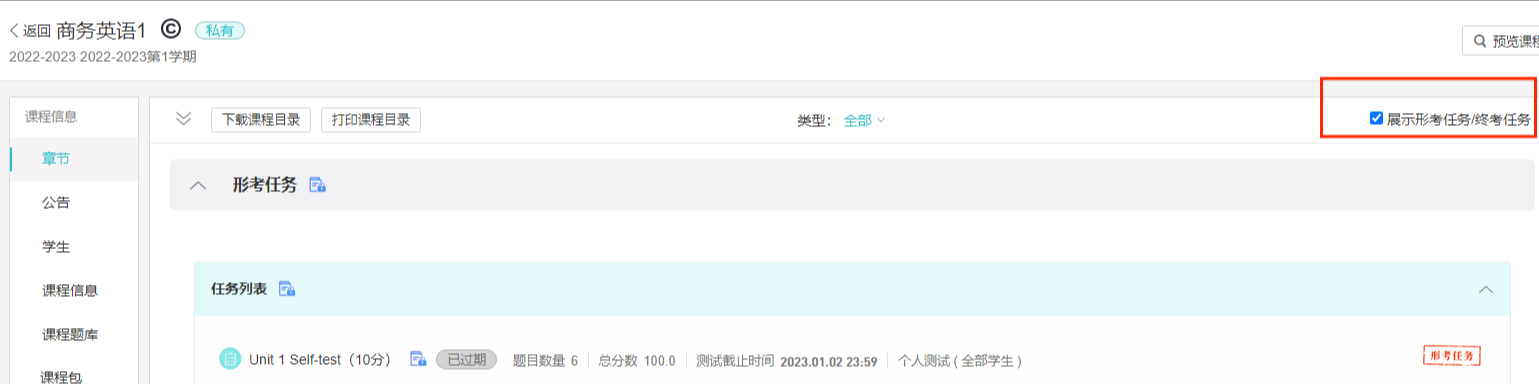 返回 商务英语1 © 私有
2022-2023 2022-2023第1学期
预览课程
课程信息
章节
公告
学生
课程信息
课程题库
课程包
下载课程目录 打印课程目录 类型: 全部 展示形考任务/终考任务
形考任务
任务列表
Unit 1 Self-test（10分） 已过期 题目数量 6 总分数 100.0 测试截止时间 2023.01.02 23:59 个人测试 ( 全部学生 ) 形考任务